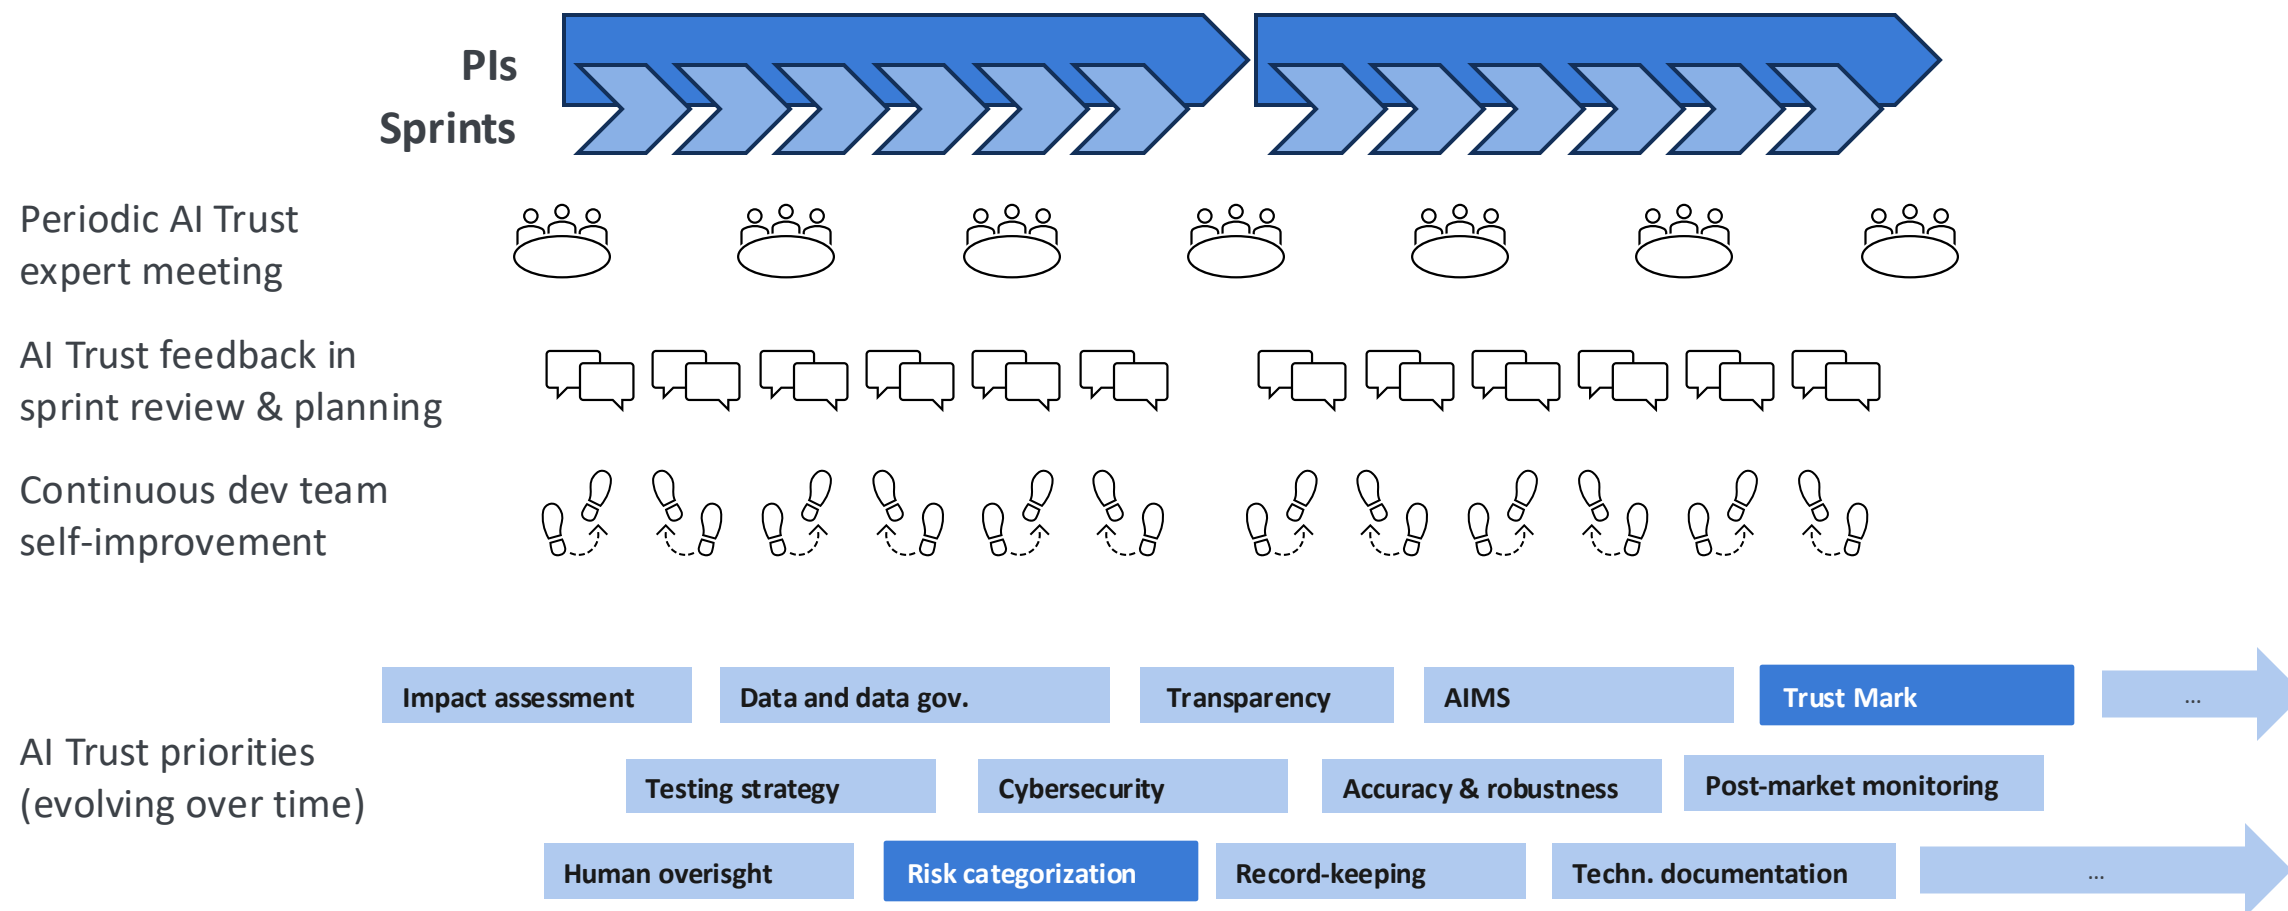 PIs
Sprints
Periodic AI Trust
expert meeting
AI Trust feedback in
sprint review & planning
Continuous dev team
self-improvement
AI Trust priorities
(evolving over time)
Impact assessment
Data and data gov.
Transparency
AIMS
Trust Mark
...
Testing strategy
Cybersecurity
Accuracy & robustness
Post-market monitoring
Human overisght
Risk categorization
Record-keeping
Techn. documentation
...